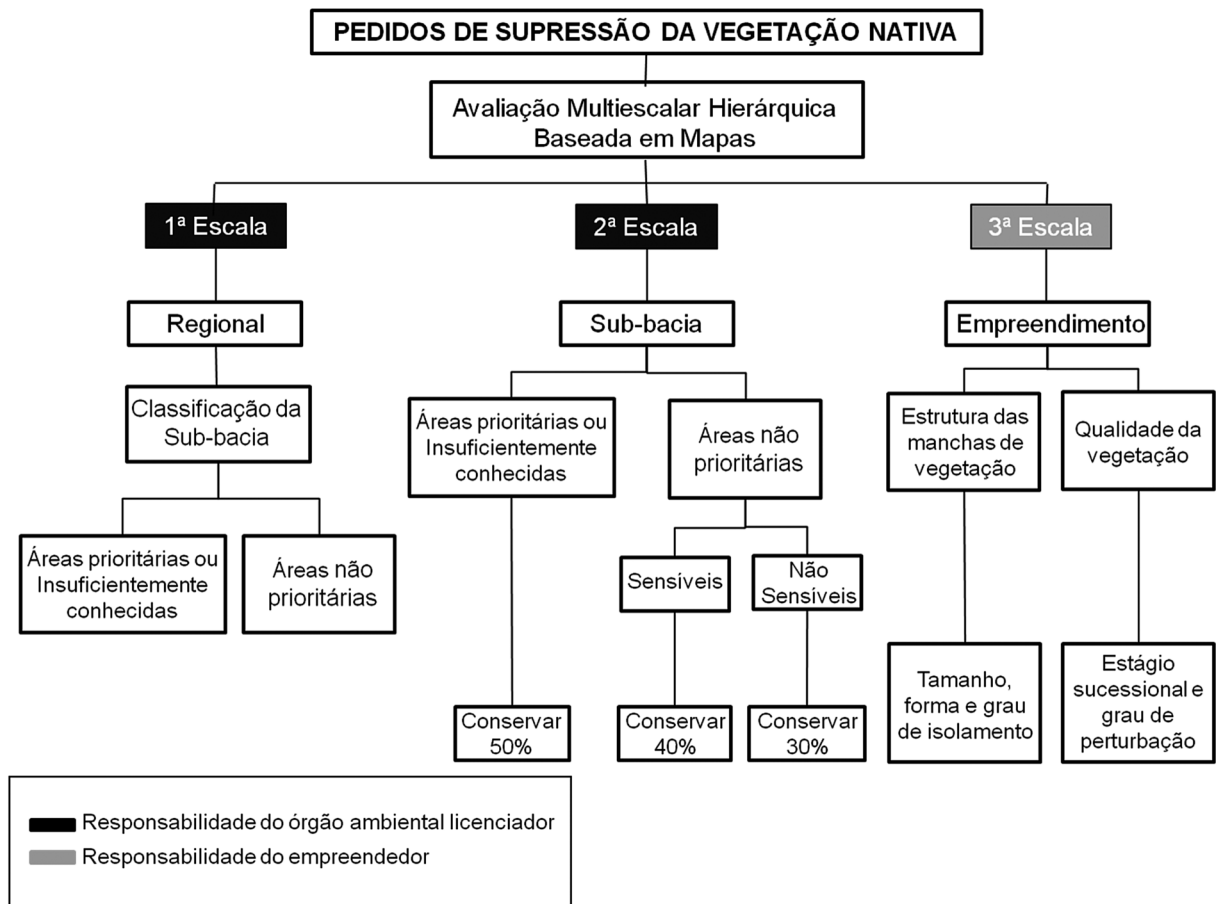 PEDIDOS DE SUPRESSÃO DA VEGETAÇÃO NATIVA
Avaliação Multiescalar Hierárquica
Baseada em Mapas
1ª Escala
2ª Escala
3ª Escala
Regional
Sub-bacia
Empreendimento
Classificação da
Sub-bacia
Áreas prioritárias ou
Insuficientemente
conhecidas
Áreas não
prioritárias
Áreas prioritárias ou
Insuficientemente
conhecidas
Áreas não
prioritárias
Estrutura das
manchas de
vegetação
Qualidade da
vegetação
Sensíveis
Não
Sensíveis
Conservar
50%
Conservar
40%
Conservar
30%
Tamanho,
forma e grau
de isolamento
Estágio
sucessional e
grau de
perturbação
Responsabilidade do órgão ambiental licenciador
Responsabilidade do empreendedor